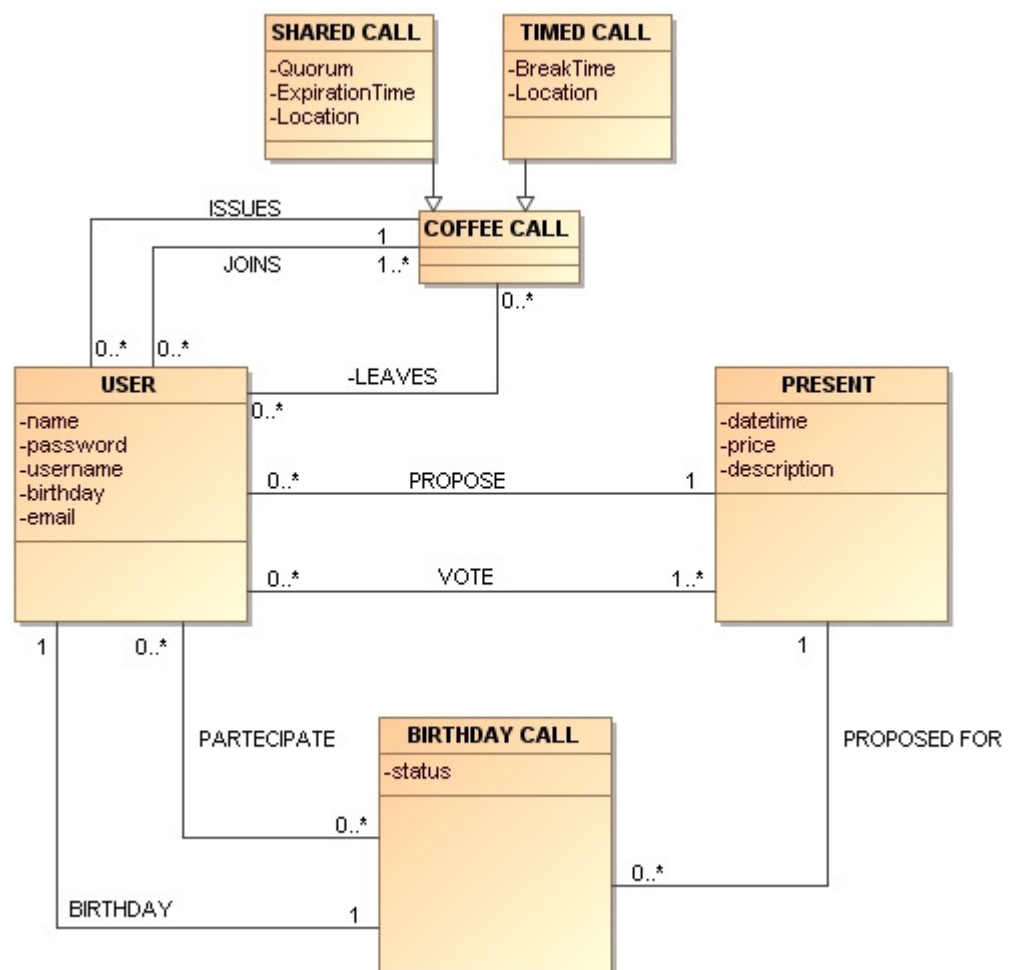 SHARED CALL
-Quorum
-ExpirationTime
-Location
TIMED CALL
-BreakTime
-Location
ISSUES
1
JOINS
1..*
COFFEE CALL
0..*
0..*
0..*
-LEAVES
0..*
USER
-name
-password
-username
-birthday
-email
PRESENT
-datetime
-price
-description
0..*
PROPOSE
1
0..*
VOTE
1..*
1
0..*
1
PARTECIPATE
PROPOSED FOR
BIRTHDAY CALL
-status
0..*
0..*
BIRTHDAY
1